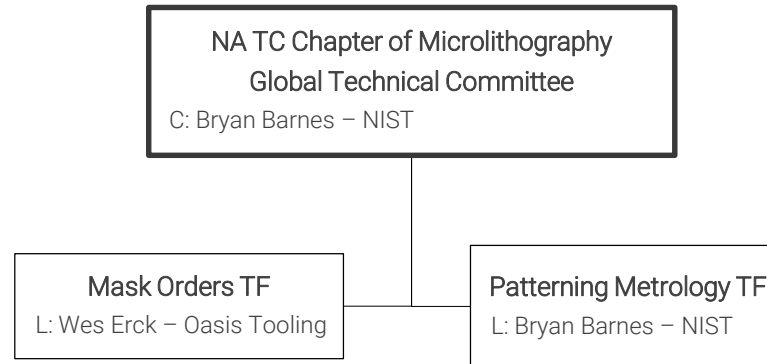 NA TC Chapter of Microlithography
Global Technical Committee
C: Bryan Barnes – NIST
Mask Orders TF
L: Wes Erck – Oasis Tooling
Patterning Metrology TF
L: Bryan Barnes – NIST